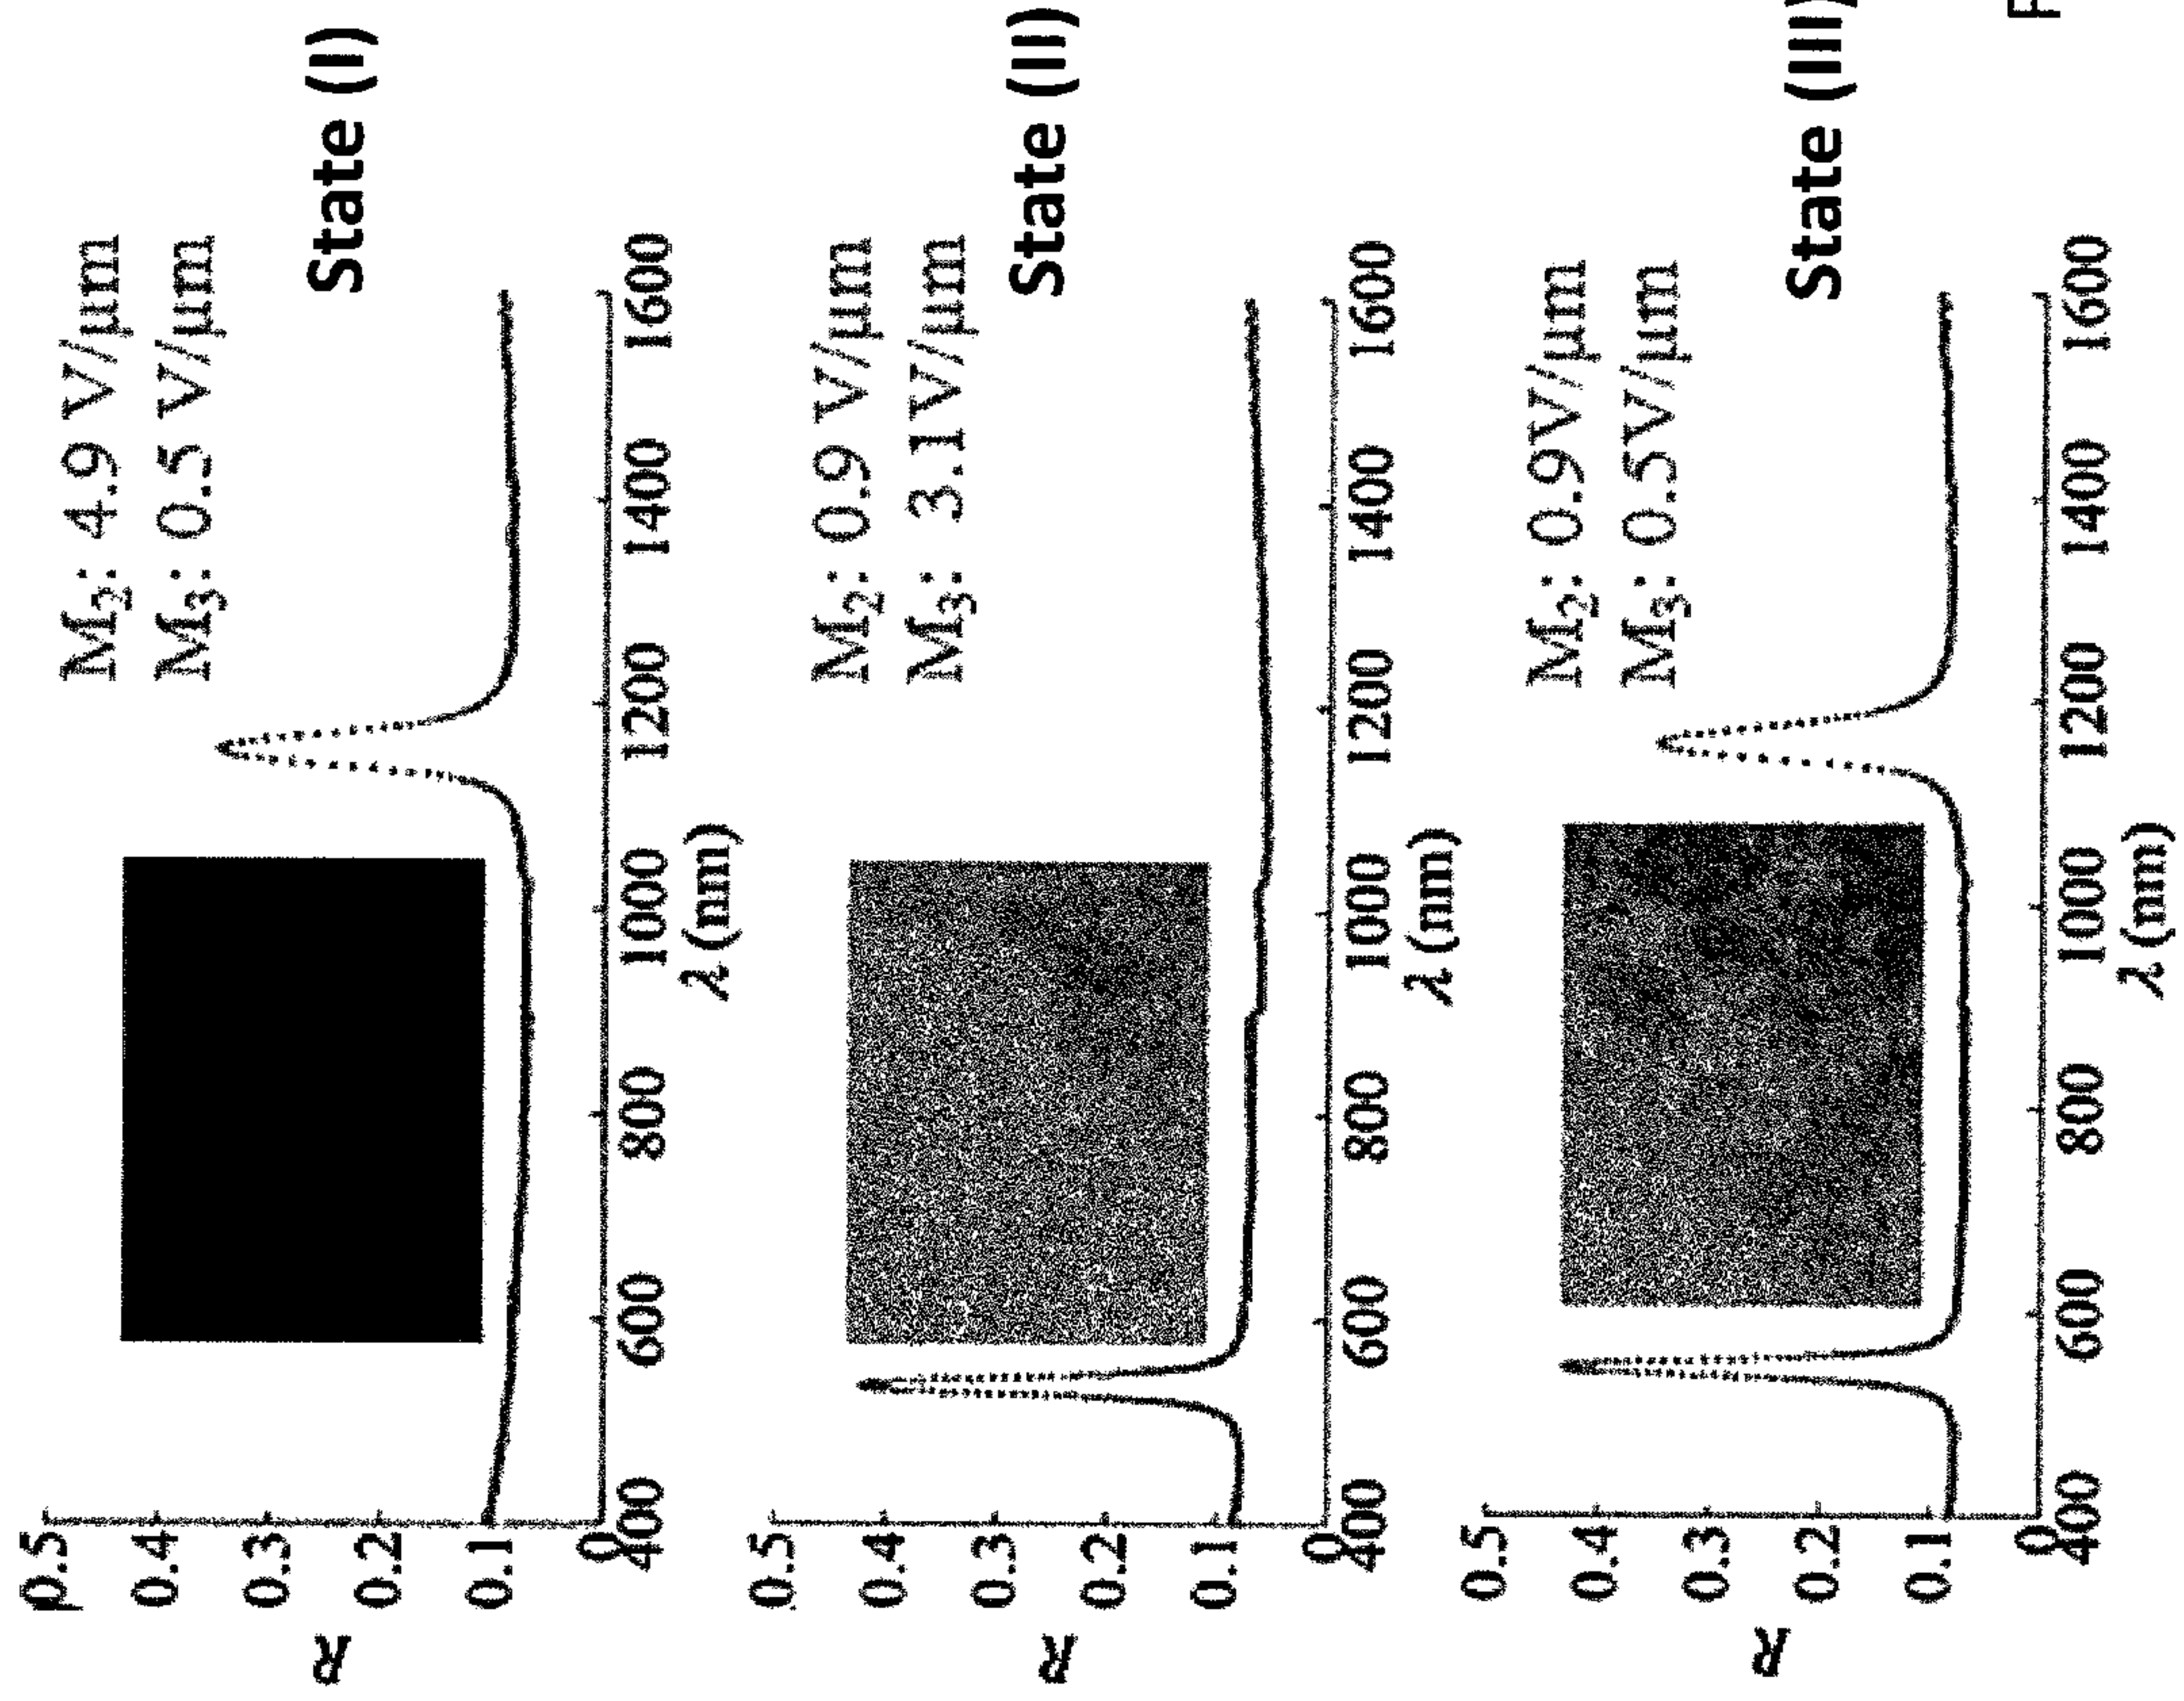 M₂: 4.9 V/µm
M₃: 0.5 V/µm
State (I)
0.5
0.4
0.3
0.2
0.1
0
R
400 600 800 1000 1200 1400 1600
λ (nm)
M₂: 0.9 V/µm
M₃: 3.1V/µm
State (II)
0.5
0.4
0.3
0.2
0.1
0
R
400 600 800 1000 1200 1400 1600
λ (nm)
M₂: 0.9V/µm
M₃: 0.5V/µm
State (III)
0.5
0.4
0.3
0.2
0.1
0
R
400 600 800 1000 1200 1400 1600
λ (nm)
F